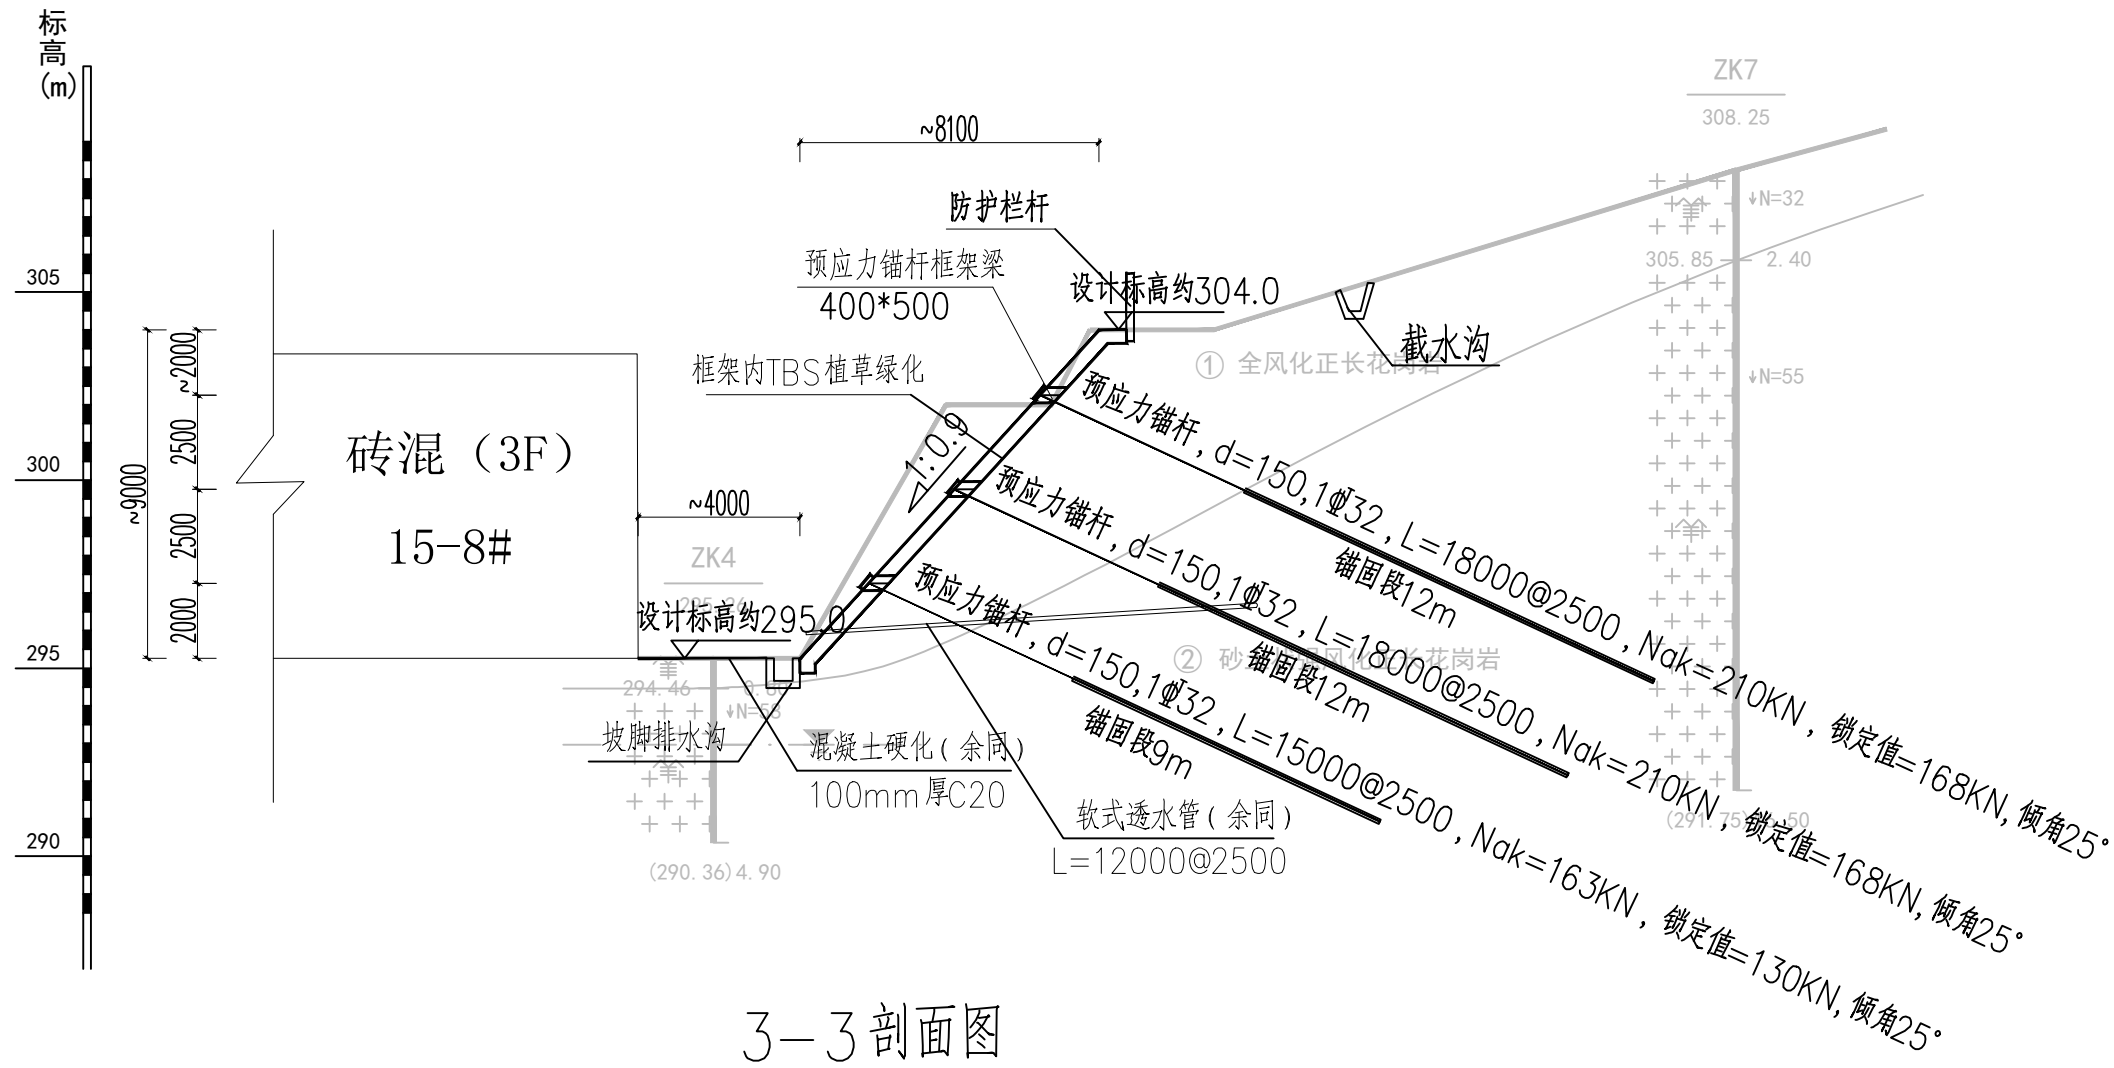 标
高
(m)
305
300
295
290
~9000
~2000
2500
2500
2000
砖混（3F）
15-8#
~4000
~8100
防护栏杆
预应力锚杆框架梁
400*500
框架内TBS植草绿化
设计标高约304.0
截水沟
1:0.9
ZK7
308.25
N=32
305.85
2.40
N=55
① 全风化正长花岗岩
预应力锚杆，d=150,1Φ32，L=18000@2500，Nak=210KN，锁定值=168KN,倾角25°
锚固段12m
预应力锚杆，d=150,1Φ32，L=18000@2500，Nak=210KN，锁定值=168KN,倾角25°
锚固段12m
预应力锚杆，d=150,1Φ32，L=15000@2500，Nak=163KN，锁定值=130KN,倾角25°
锚固段9m
ZK4
设计标高约295.0
294.46
N=58
坡脚排水沟
混凝土硬化（余同）
100mm厚C20
软式透水管（余同）
L=12000@2500
(290.36)4.90
(291.75)
3-3剖面图